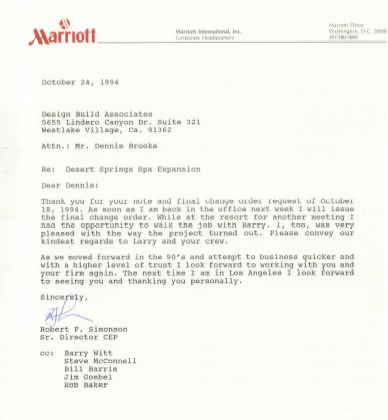 Marriott
Marriott International, Inc.
Corporate Headquarters
Marriott Drive
Washington, D.C. 20058
301/380-9000
October 24, 1994
Design Build Associates
5655 Lindero Canyon Dr. Suite 321
Westlake Village, Ca. 91362
Attn.: Mr. Dennis Brooks
Re: Desert Springs Spa Expansion
Dear Dennis:
Thank you for your note and final change order request of October
18, 1994. As soon as I am back in the office next week I will issue
the final change order. While at the resort for another meeting I
had the opportunity to walk the job with Barry. I, too, was very
pleased with the way the project turned out. Please convey our
kindest regards to Larry and your crew.
As we moved forward in the 90's and attempt to business quicker and
with a higher level of trust I look forward to working with you and
your firm again. The next time I am in Los Angeles I look forward
to seeing you and thanking you personally.
Sincerely,
Robert F. Simonson
Sr. Director CEP
cc: Barry Witt
Steve McConnell
Bill Barrie
Jim Goebel
Rob Baker